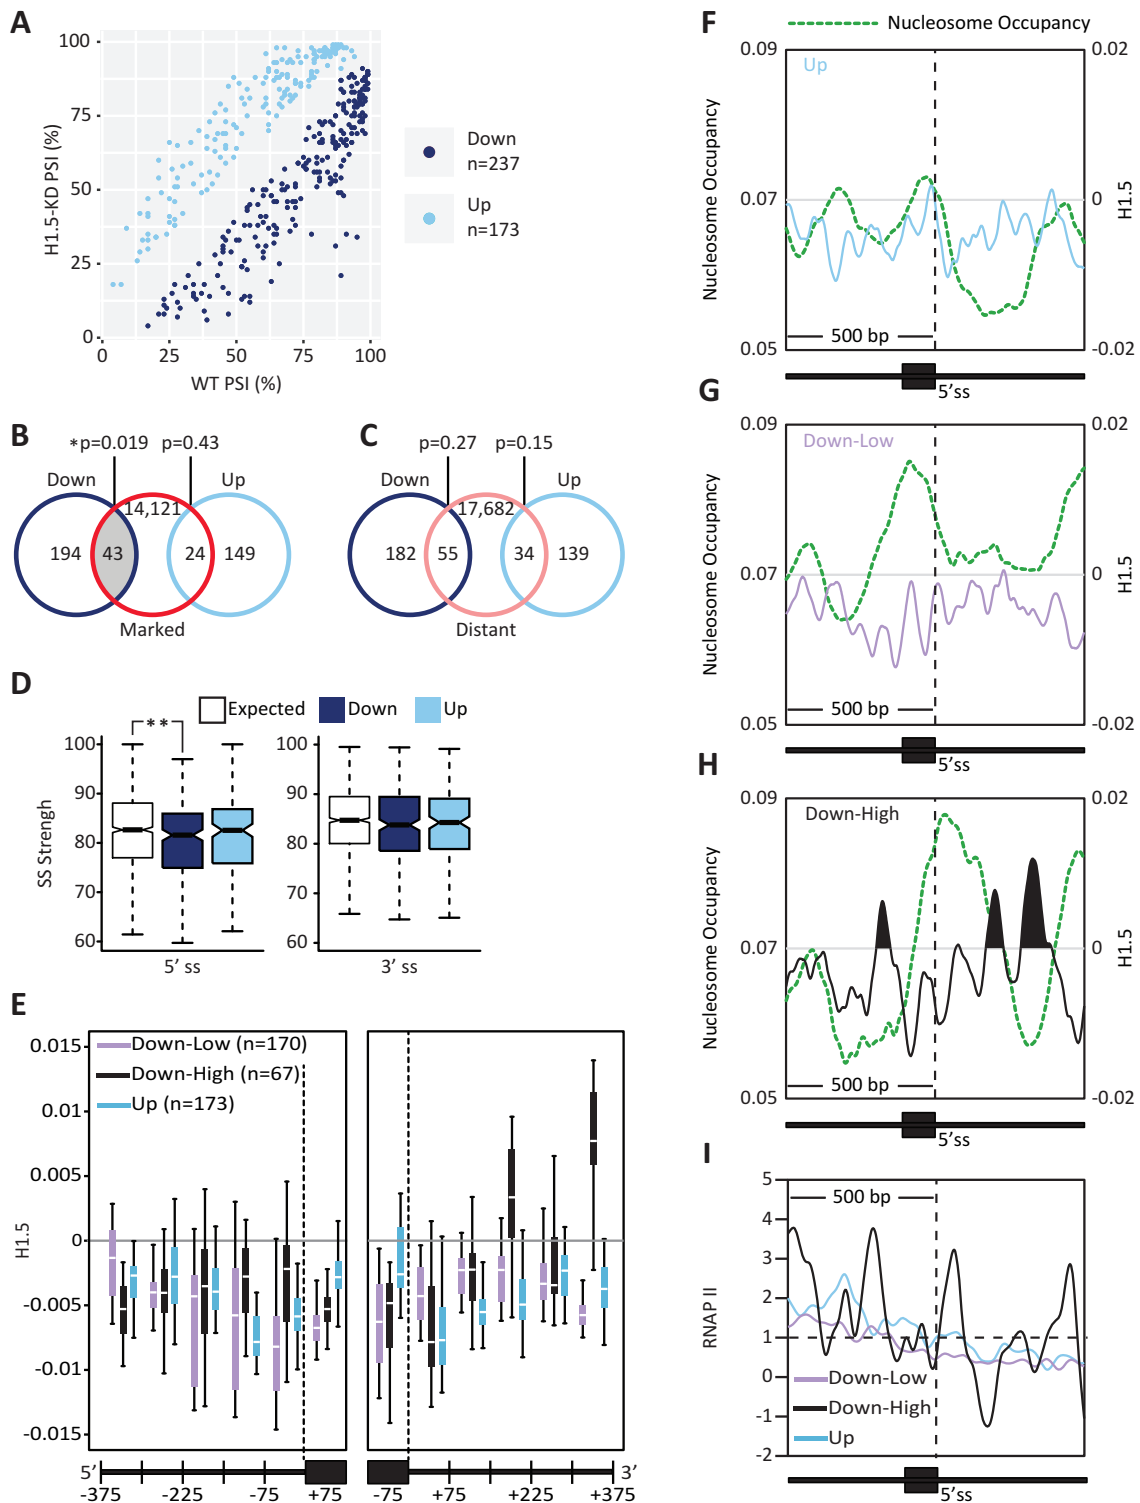 A
100
75
50
25
0
0 25 50 75 100
H1.5-KD PSI (%)
WT PSI (%)
Down
n=237
Up
n=173
B
*p=0.019 p=0.43
Down Up
14,121
194 43 24 149
Marked
C
p=0.27 p=0.15
Down Up
17,682
182 55 34 139
Distant
D
Expected Down Up
**
100
90
80
70
60
SS Strengh
5' ss
100
90
80
70
60
3' ss
E
Down-Low (n=170)
Down-High (n=67)
Up (n=173)
0.015
0.01
0.005
0
-0.005
-0.01
-0.015
H1.5
5' 3'
-375 -225 -75 +75 -75 +75 +225 +375
F
Nucleosome Occupancy
0.09 0.02
Up
0.07 0
0.05 -0.02
Nucleosome Occupancy
H1.5
500 bp
5'ss
G
0.09 0.02
Down-Low
0.07 0
0.05 -0.02
Nucleosome Occupancy
H1.5
500 bp
5'ss
H
0.09 0.02
Down-High
0.07 0
0.05 -0.02
Nucleosome Occupancy
H1.5
500 bp
5'ss
I
5
4
3
2
1
0
-1
-2
RNAP II
500 bp
Down-Low
Down-High
Up
5'ss